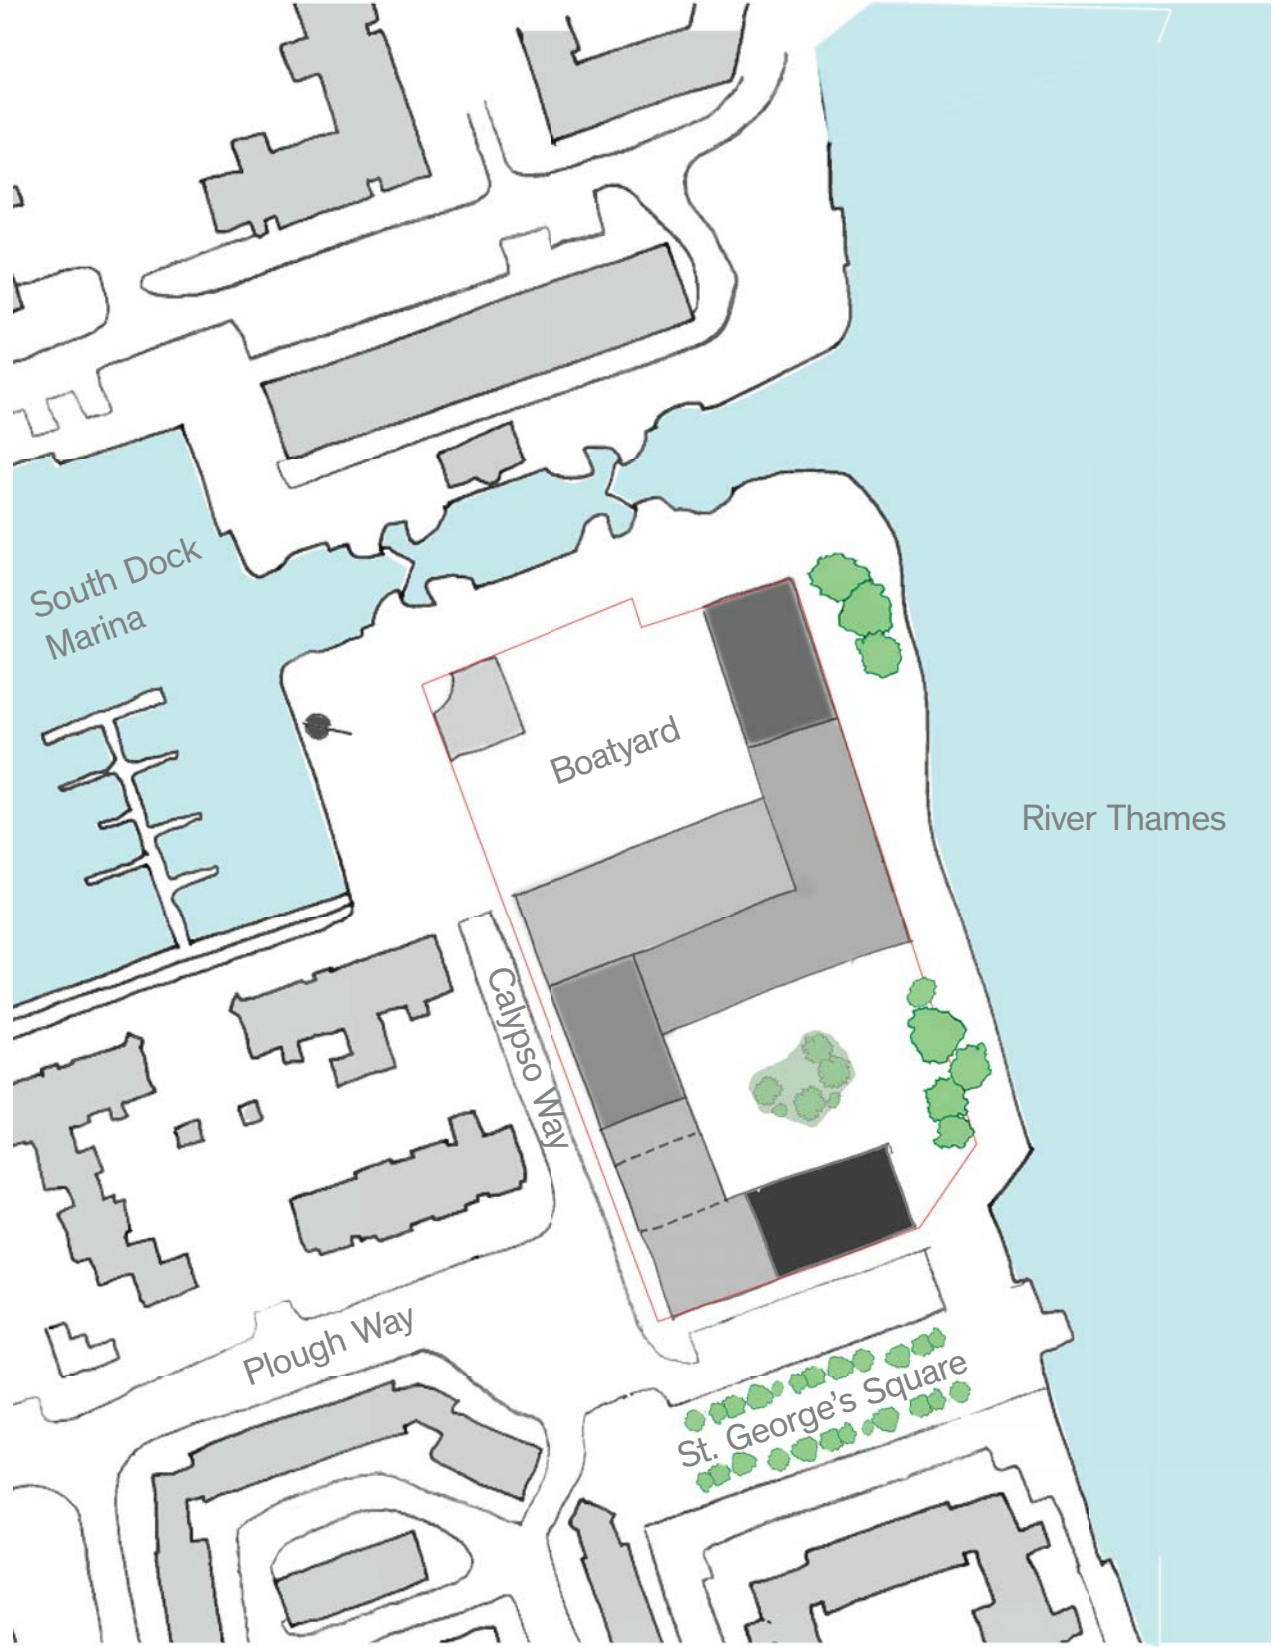 South Dock
Marina
Boatyard
River Thames
Calypso Way
Plough Way
St. George's Square